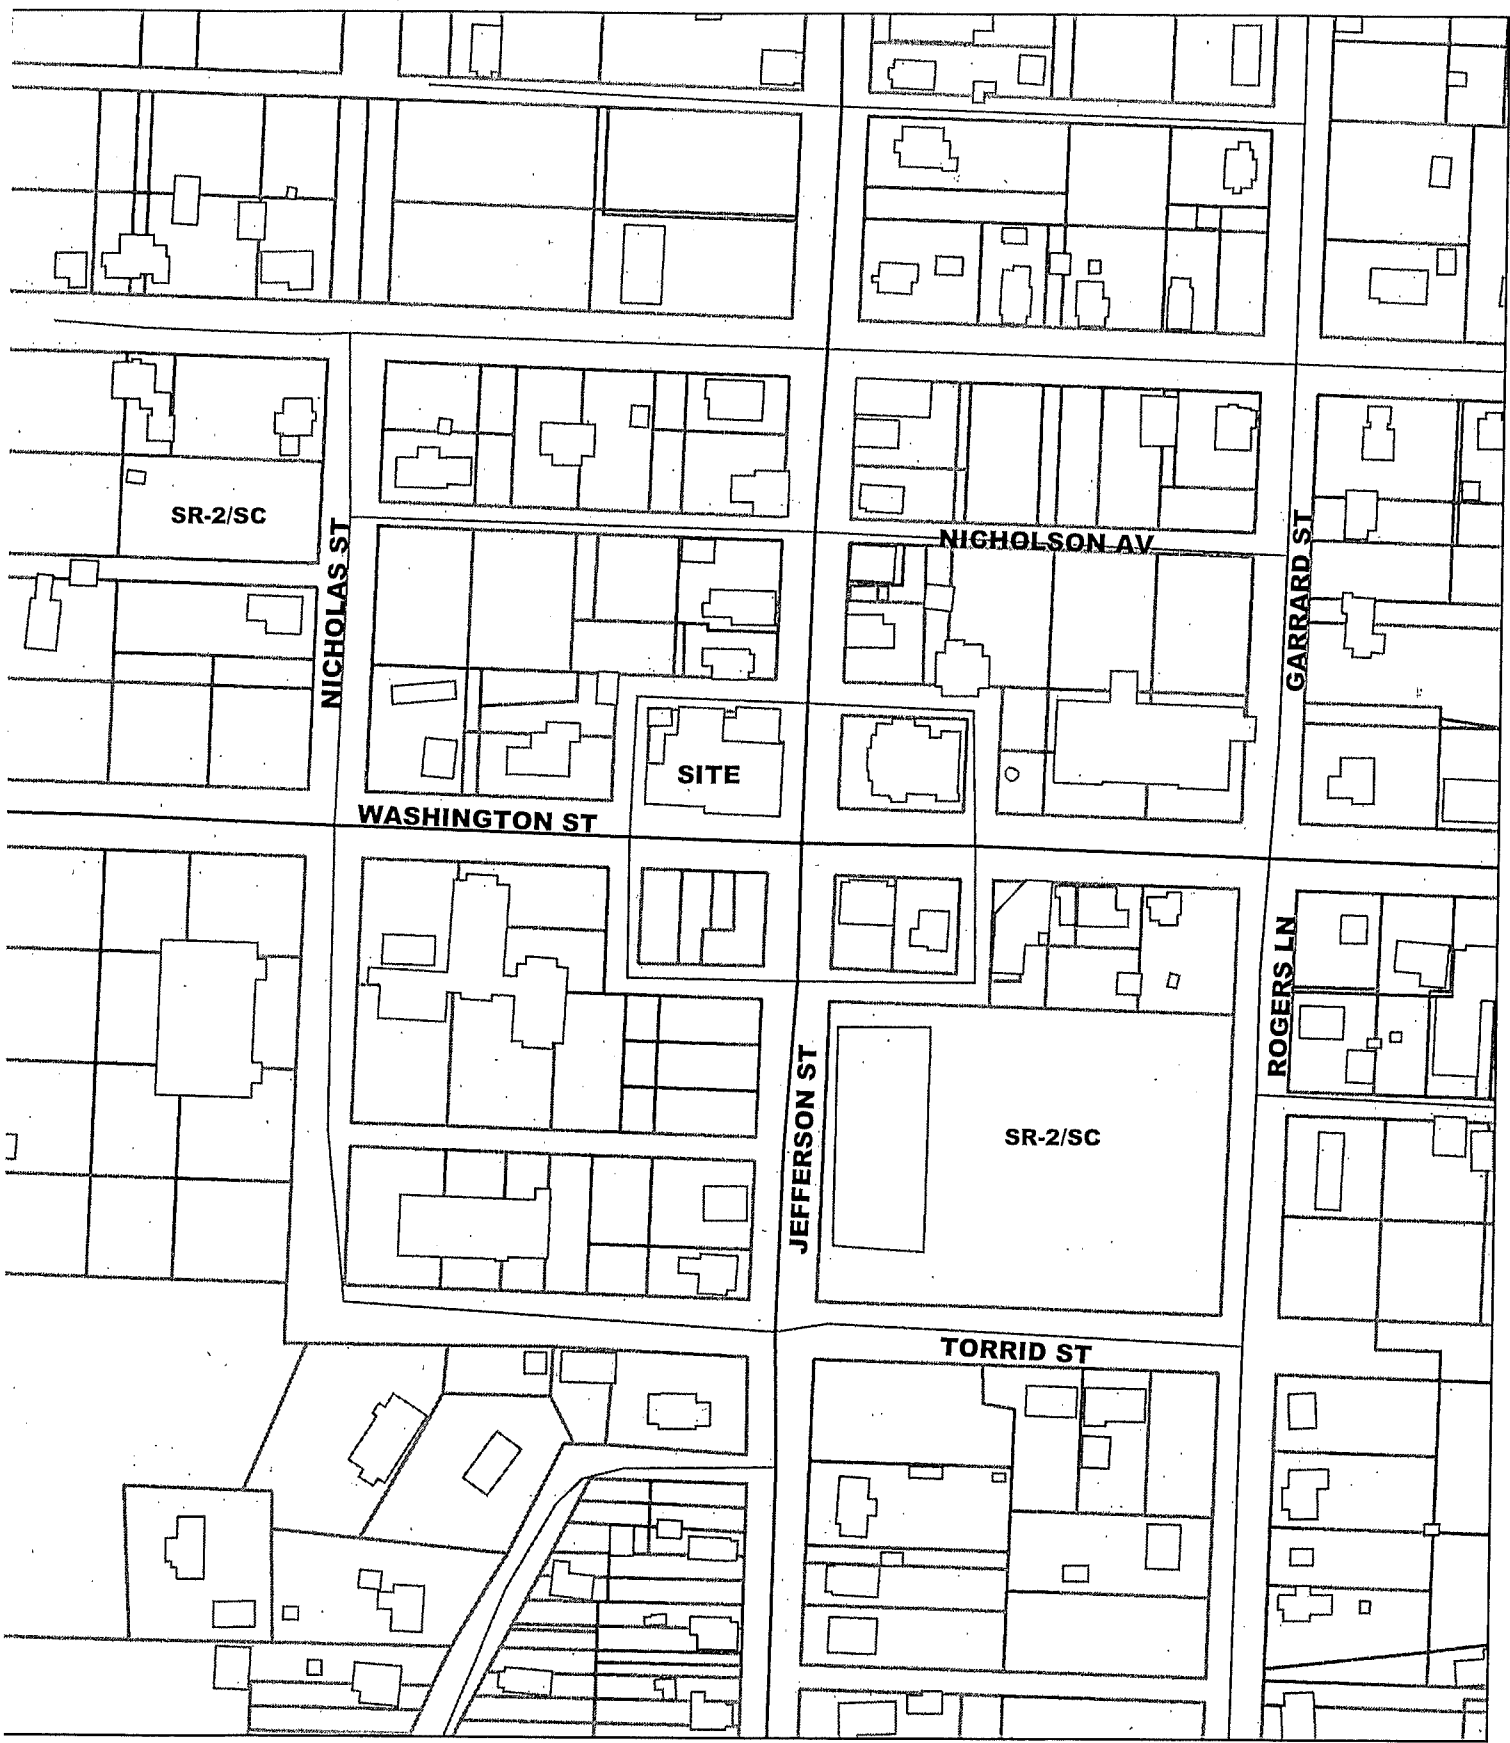 SR-2/SC
NICHOLAS ST
NICHOLSON AV
GARRARD ST
SITE
WASHINGTON ST
ROGERS LN
JEFFERSON ST
SR-2/SC
TORRID ST